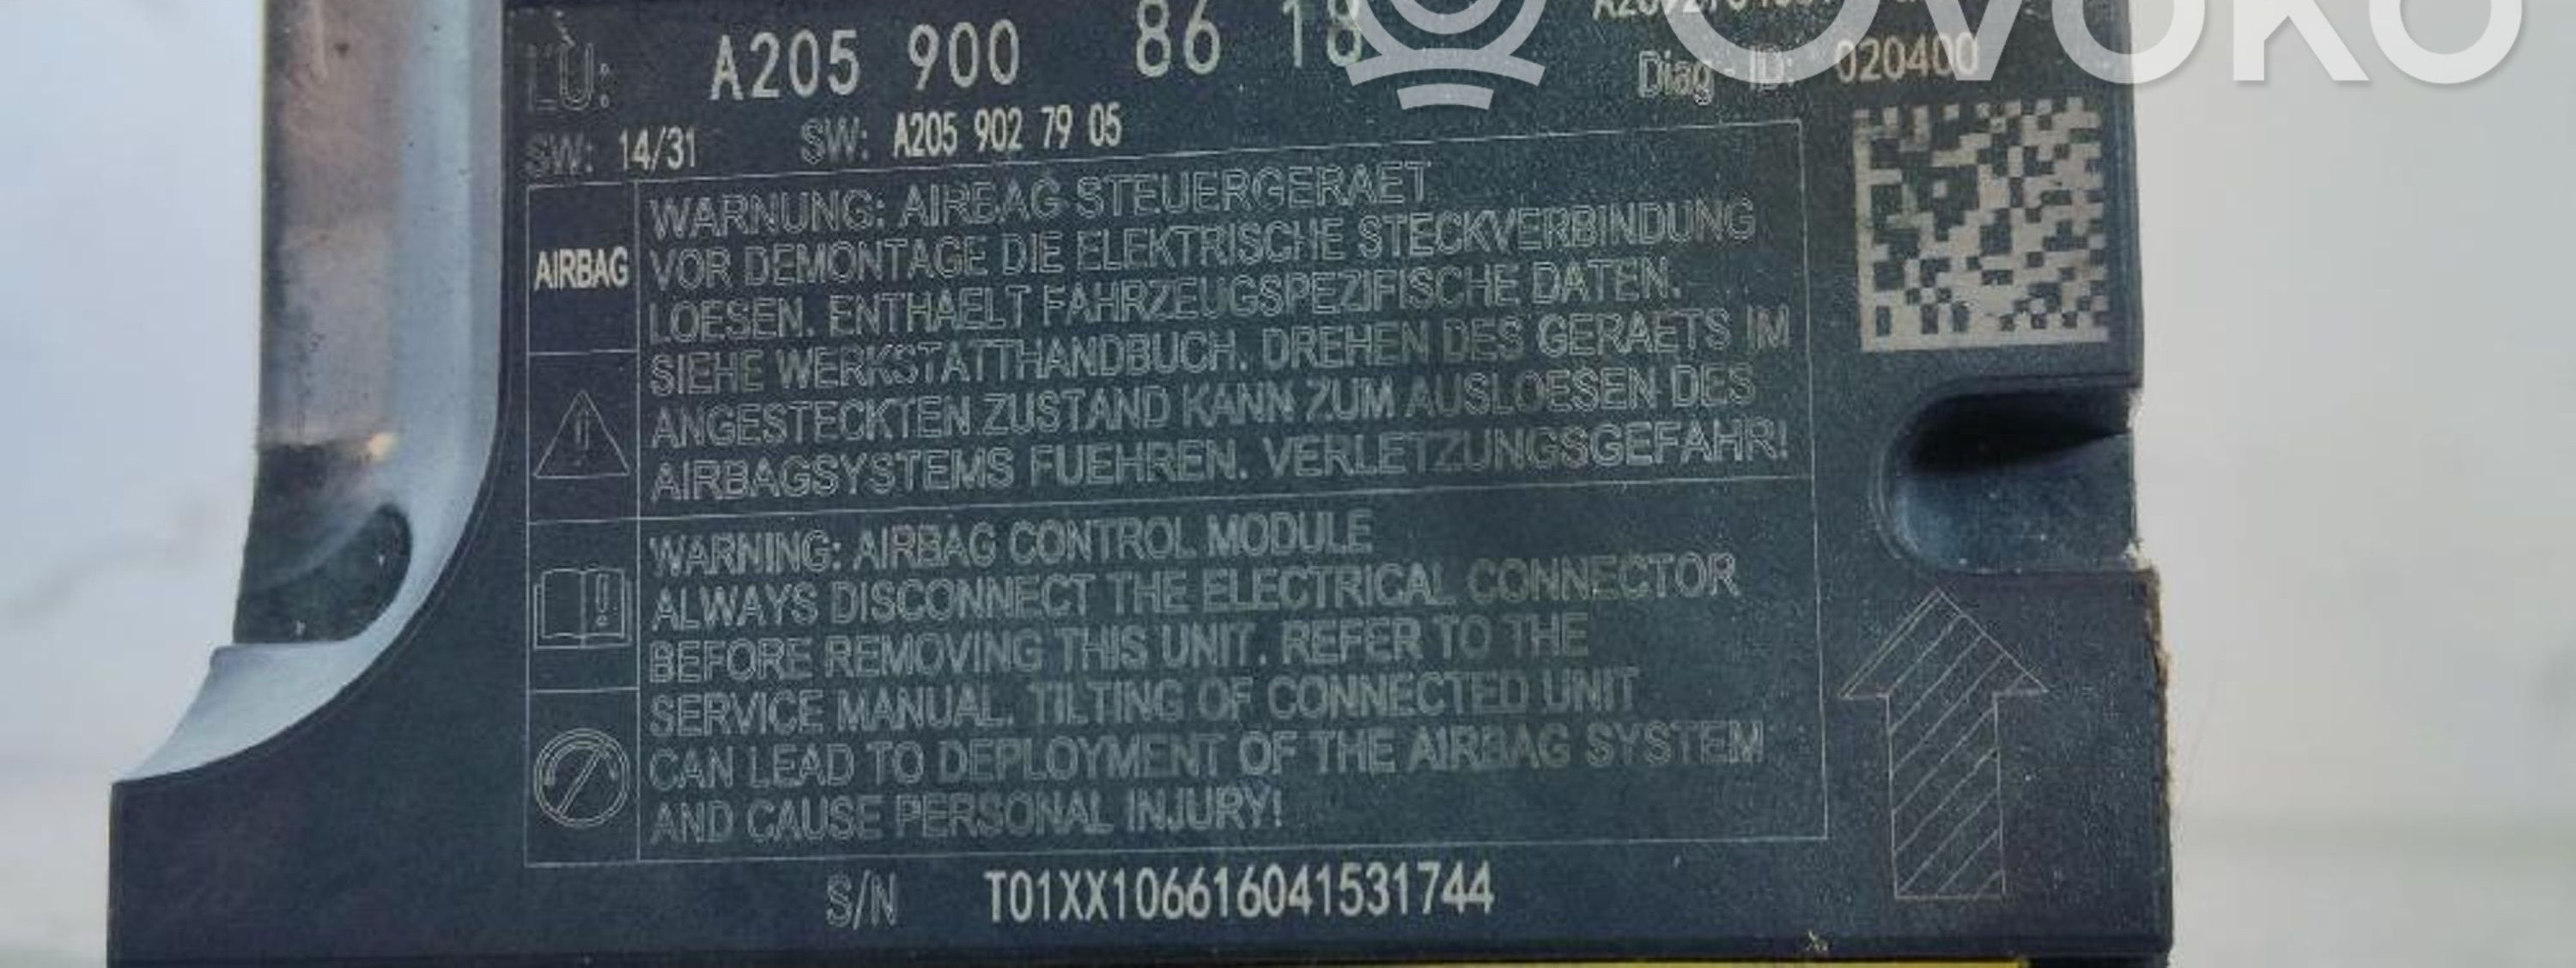 OVOKO
A205 900 86 18
Diag - ID: 020400
SW: 14/31 SW: A205 902 79 05
AIRBAG
WARNUNG: AIRBAG STEUERGERAET
VOR DEMONTAGE DIE ELEKTRISCHE STECKVERBINDUNG
LOESEN. ENTHAELT FAHRZEUGSPEZIFISCHE DATEN.
SIEHE WERKSTATTHANDBUCH. DREHEN DES GERAETS IM
ANGESTECKTEN ZUSTAND KANN ZUM AUSLOESEN DES
AIRBAGSYSTEMS FUEHREN. VERLETZUNGSGEFAHR!
WARNING: AIRBAG CONTROL MODULE
ALWAYS DISCONNECT THE ELECTRICAL CONNECTOR
BEFORE REMOVING THIS UNIT. REFER TO THE
SERVICE MANUAL. TILTING OF CONNECTED UNIT
CAN LEAD TO DEPLOYMENT OF THE AIRBAG SYSTEM
AND CAUSE PERSONAL INJURY!
S/N T01XX106616041531744